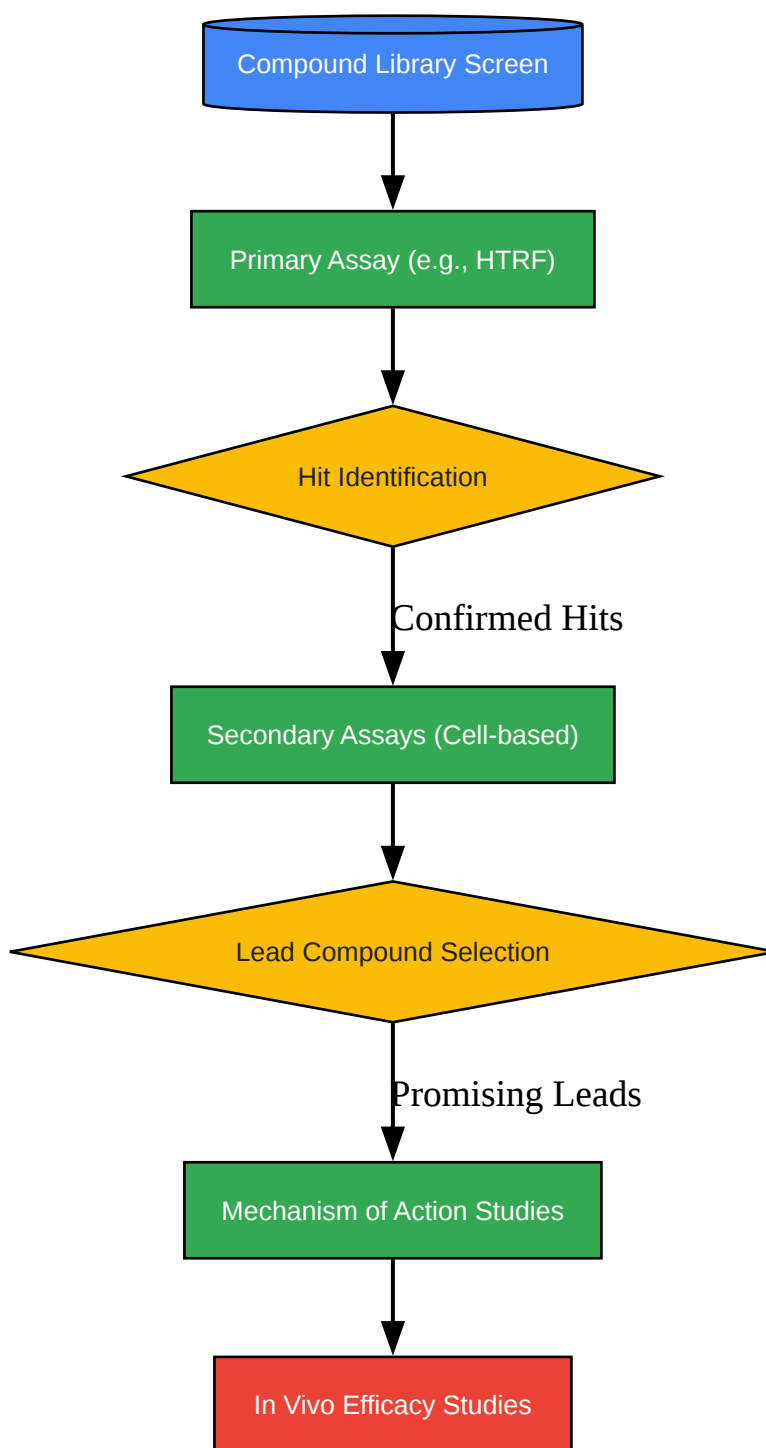 Compound Library Screen
Primary Assay (e.g., HTRF)
Hit Identification
Confirmed Hits
Secondary Assays (Cell-based)
Lead Compound Selection
Promising Leads
Mechanism of Action Studies
In Vivo Efficacy Studies